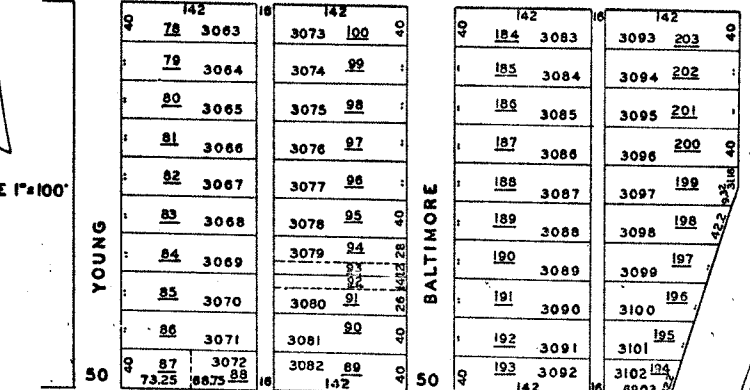 142 16 142 142 16 142
40 78 3063 3073 100 40 40 184 3083 3093 203 40
79 3064 3074 99 185 3084 3094 202
80 3065 3075 98 186 3085 3095 201
81 3066 3076 97 187 3086 3096 200 40
E 1"=100' 82 3067 3077 96 188 3087 3097 199
83 3068 3078 95 40 189 3088 3098 198 42.2
YOUNG 84 3069 3079 94 28 BALTIMORE 190 3089 3099 197
93 12
92 14
85 3070 3080 91 26 191 3090 3100 196
86 3071 3081 90 40 192 3091 3101 195
50 40 87 3072 3082 89 40 50 193 3092 3102 194
73.25 68.75 88 16 142 142 16